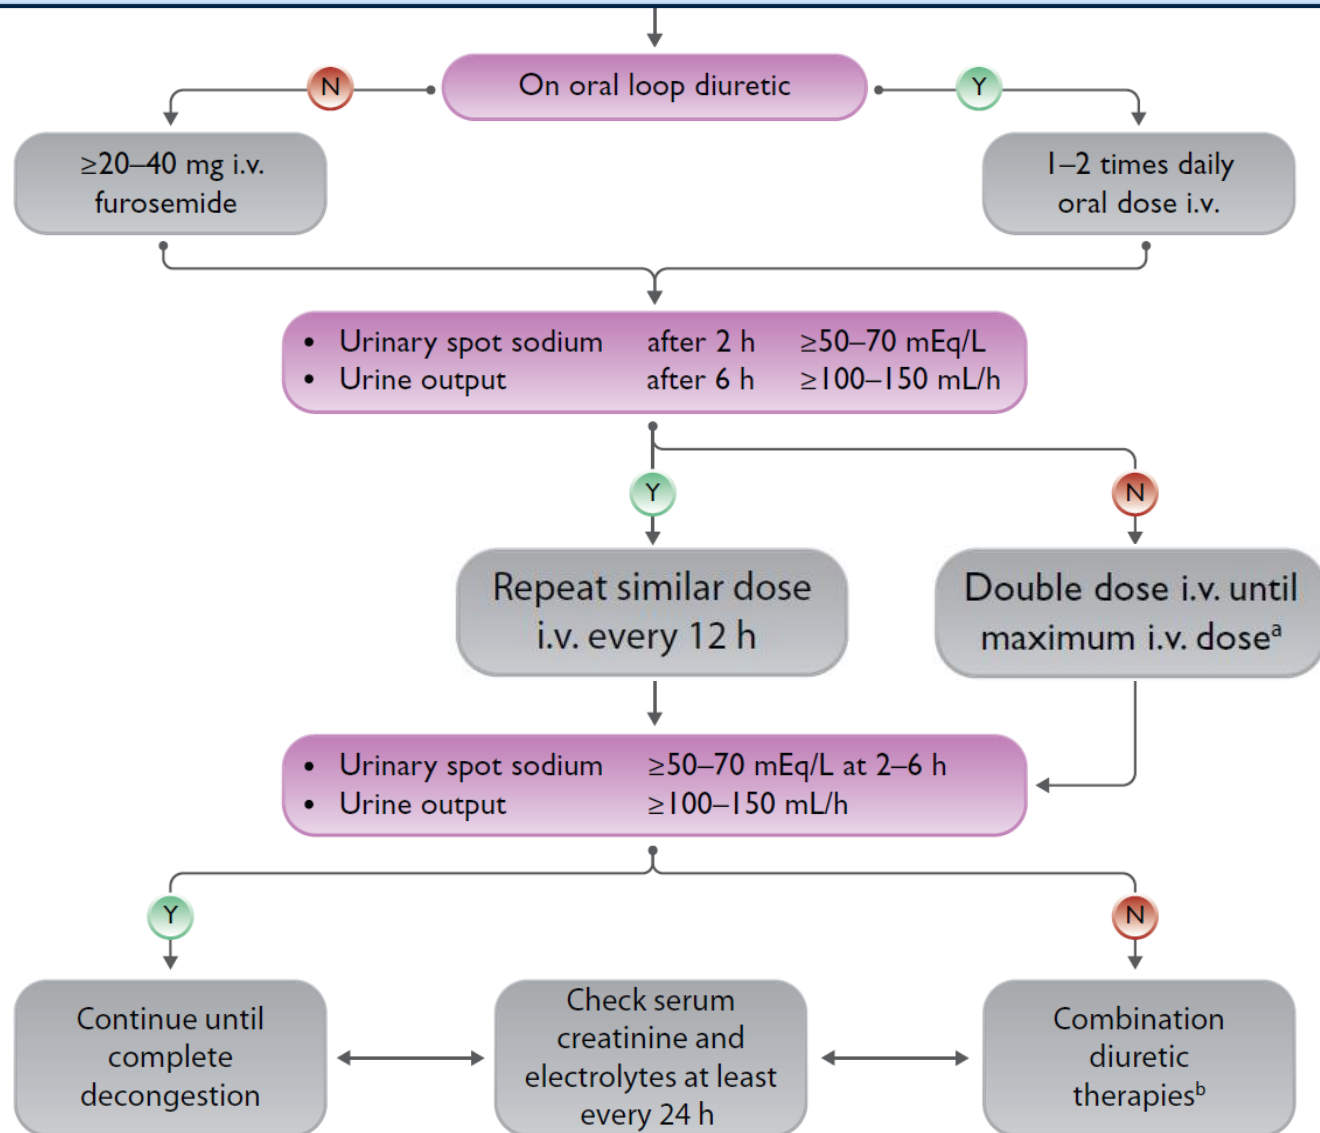 On oral loop diuretic
N
Y
≥20–40 mg i.v.
furosemide
1–2 times daily
oral dose i.v.
• Urinary spot sodium after 2 h ≥50–70 mEq/L
• Urine output after 6 h ≥100–150 mL/h
Y
N
Repeat similar dose
i.v. every 12 h
Double dose i.v. until
maximum i.v. doseᵃ
• Urinary spot sodium ≥50–70 mEq/L at 2–6 h
• Urine output ≥100–150 mL/h
Y
N
Continue until
complete
decongestion
Check serum
creatinine and
electrolytes at least
every 24 h
Combination
diuretic
therapiesᵇ